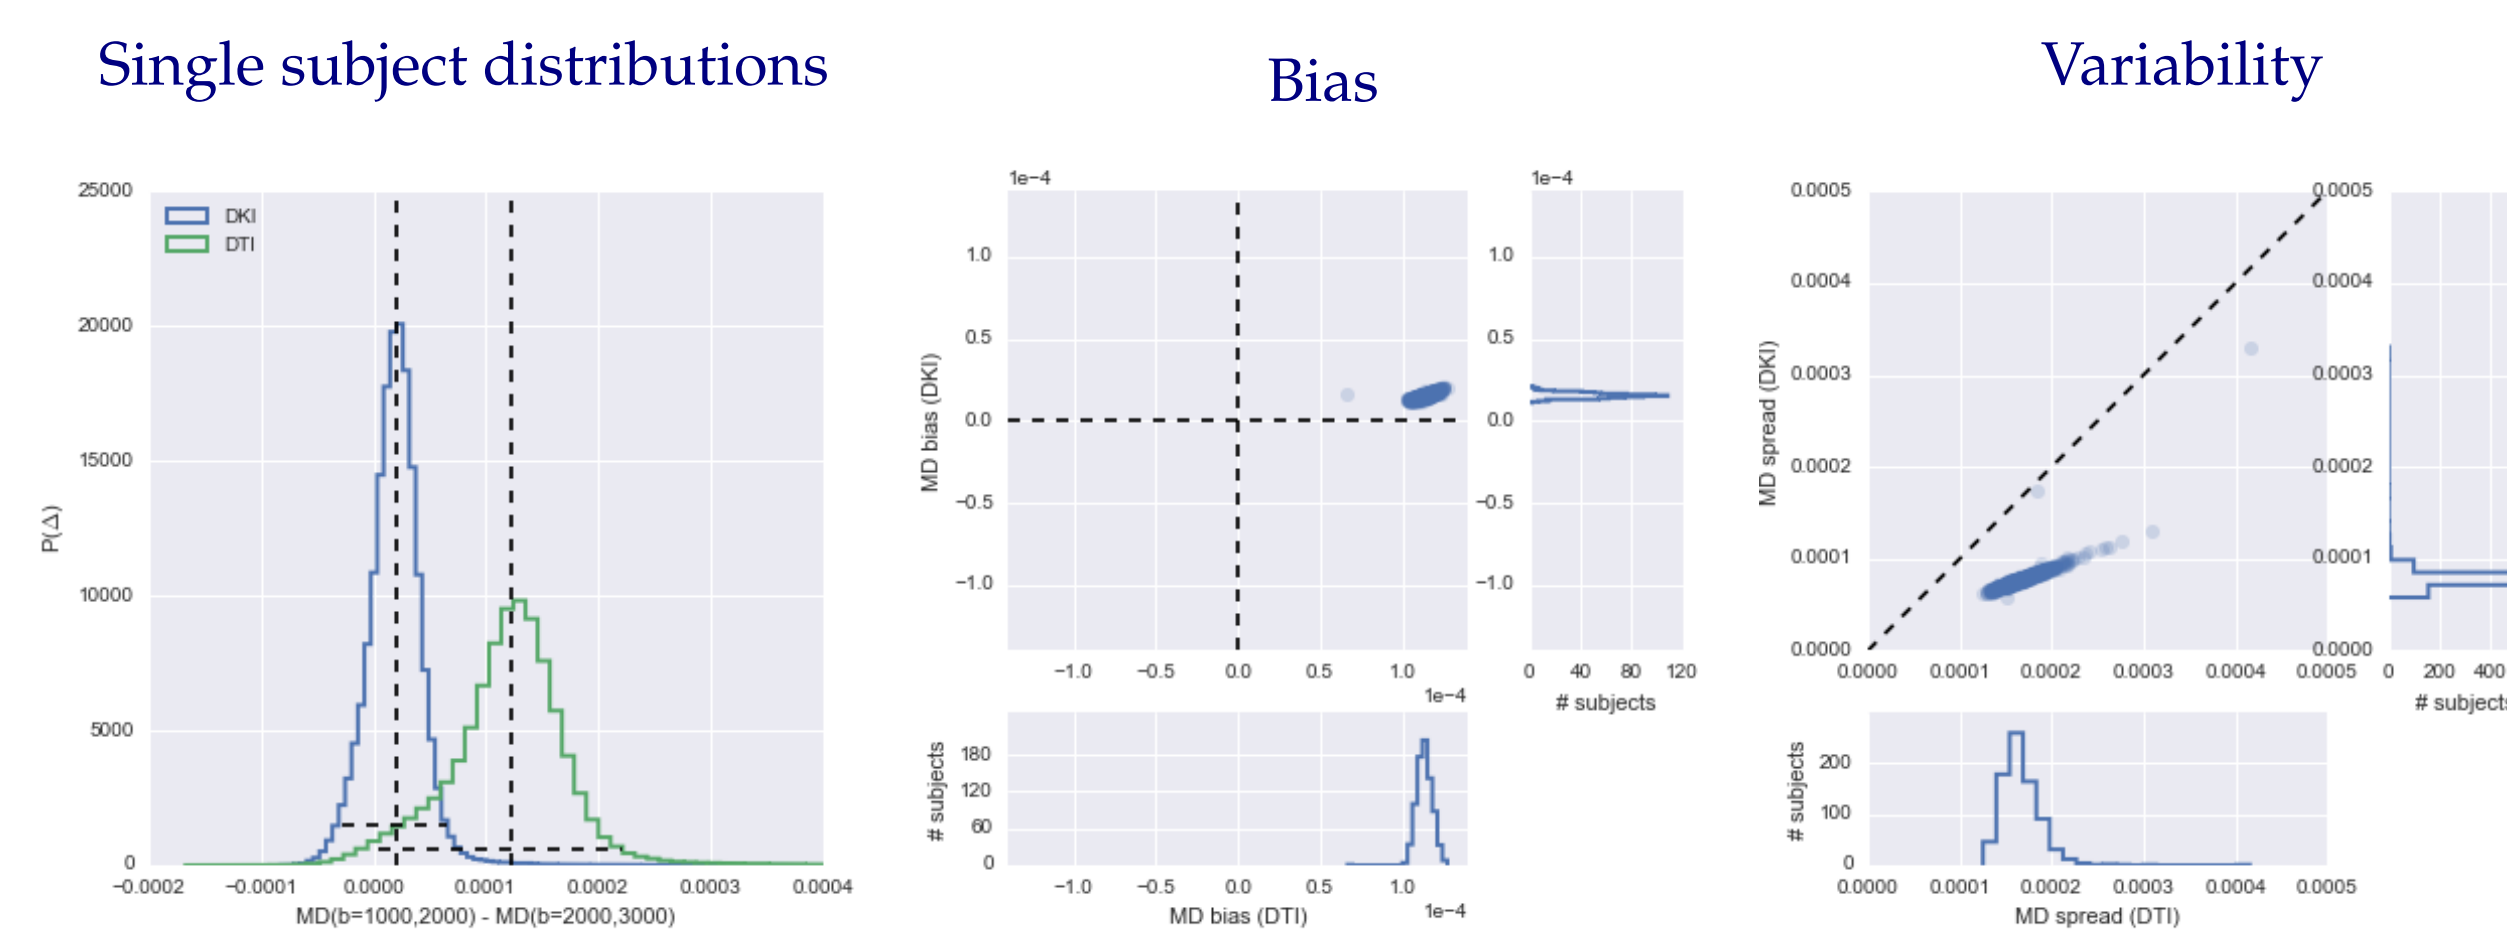 Single subject distributions
Bias
Variability
25000
20000
15000
10000
5000
0
P(Δ)
DKI
DTI
−0.0002 −0.0001 0.0000 0.0001 0.0002 0.0003 0.0004
MD(b=1000,2000) - MD(b=2000,3000)
1e−4
1.0
0.5
0.0
−0.5
−1.0
MD bias (DKI)
−1.0 −0.5 0.0 0.5 1.0
1e−4
1e−4
1.0
0.5
0.0
−0.5
−1.0
0 40 80 120
# subjects
180
120
60
0
# subjects
−1.0 −0.5 0.0 0.5 1.0
1e−4
MD bias (DTI)
0.0005
0.0004
0.0003
0.0002
0.0001
0.0000
MD spread (DKI)
0.0000 0.0001 0.0002 0.0003 0.0004 0.0005
0.0005
0.0004
0.0003
0.0002
0.0001
0.0000
0 200 400
# subjects
200
100
0
# subjects
0.0000 0.0001 0.0002 0.0003 0.0004 0.0005
MD spread (DTI)